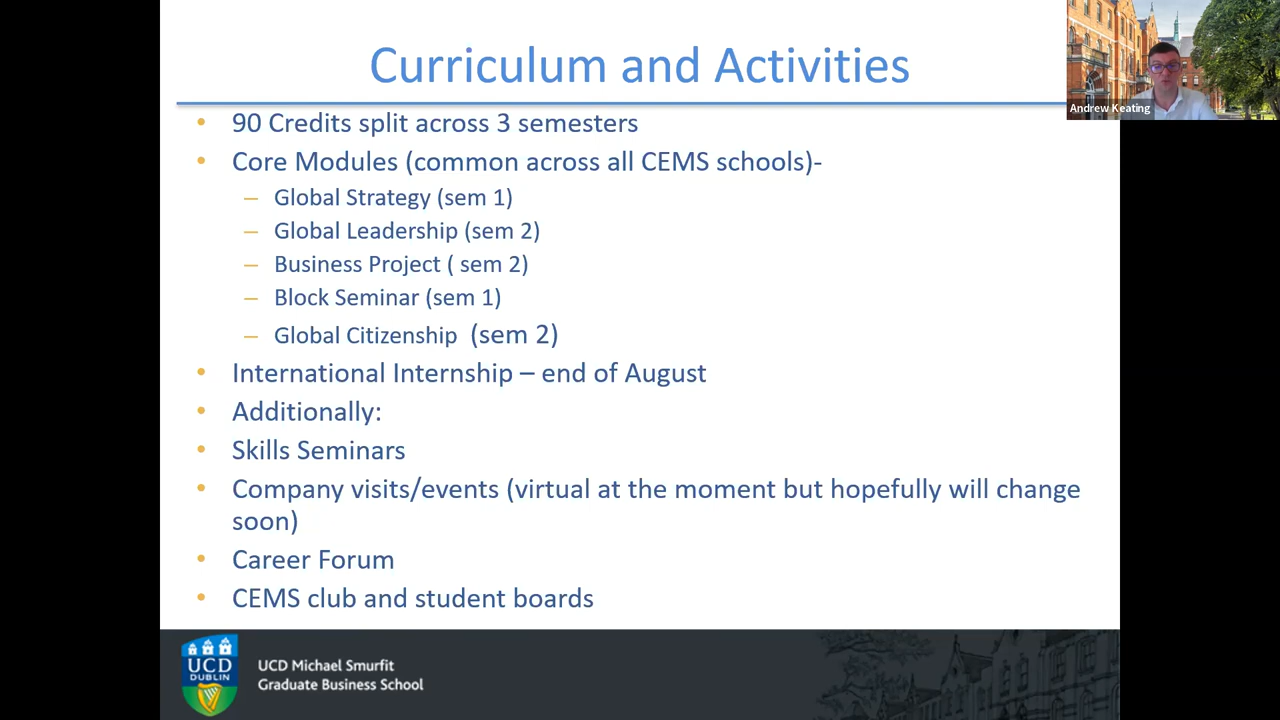 Curriculum and Activities
Andrew Keating
• 90 Credits split across 3 semesters
• Core Modules (common across all CEMS schools)-
– Global Strategy (sem 1)
– Global Leadership (sem 2)
– Business Project ( sem 2)
– Block Seminar (sem 1)
– Global Citizenship (sem 2)
• International Internship – end of August
• Additionally:
• Skills Seminars
• Company visits/events (virtual at the moment but hopefully will change
soon)
• Career Forum
• CEMS club and student boards
UCD
DUBLIN
UCD Michael Smurfit
Graduate Business School